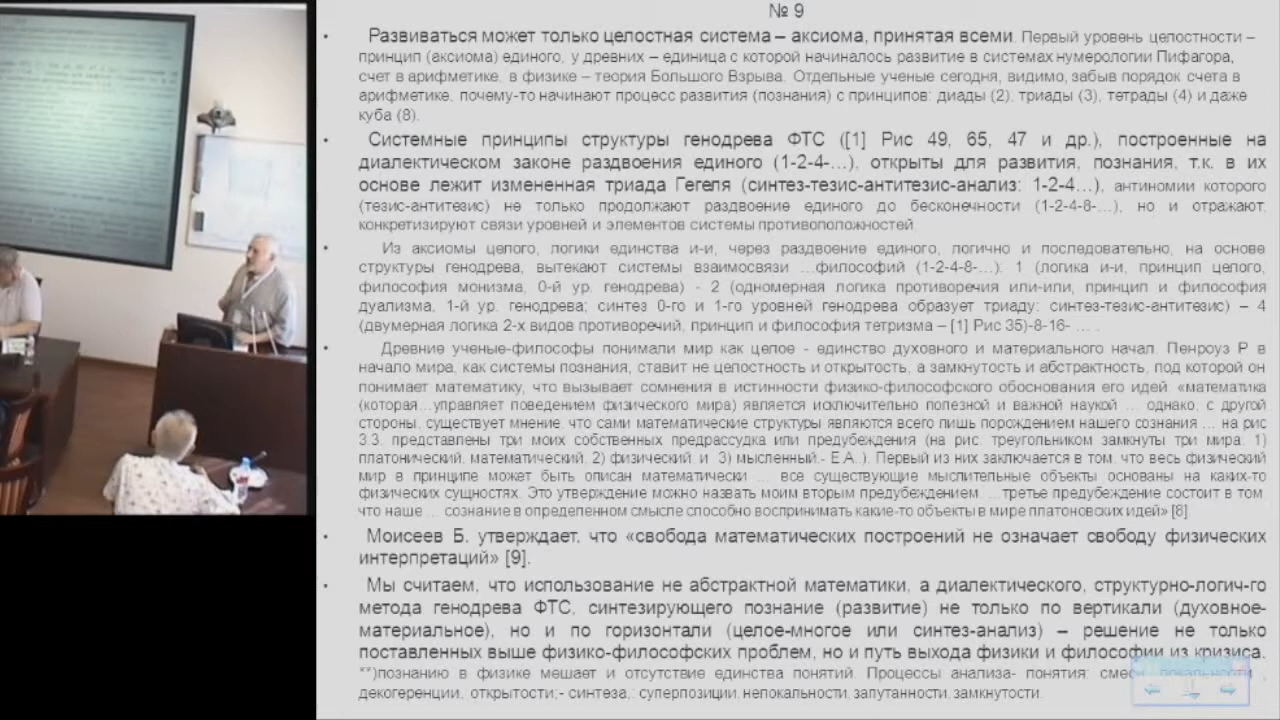 № 9
• Развиваться может только целостная система – аксиома, принятая всеми. Первый уровень целостности –
принцип (аксиома) единого, у древних – единица с которой начиналось развитие в системах нумерологии Пифагора,
счет в арифметике, в физике – теория Большого Взрыва. Отдельные ученые сегодня, видимо, забыв порядок счета в
арифметике, почему-то начинают процесс развития (познания) с принципов: диады (2), триады (3), тетрады (4) и даже
куба (8).
• Системные принципы структуры генодрева ФТС ([1] Рис 49, 65, 47 и др.), построенные на
диалектическом законе раздвоения единого (1-2-4-…), открыты для развития, познания, т.к. в их
основе лежит измененная триада Гегеля (синтез-тезис-антитезис-анализ: 1-2-4…), антиномии которого
(тезис-антитезис) не только продолжают раздвоение единого до бесконечности (1-2-4-8-…), но и отражают,
конкретизируют связи уровней и элементов системы противоположностей.
• Из аксиомы целого, логики единства и-и, через раздвоение единого, логично и последовательно, на основе
структуры генодрева, вытекают системы взаимосвязи …философий (1-2-4-8-…): 1 (логика и-и, принцип целого,
философия монизма, 0-й ур. генодрева) - 2 (одномерная логика противоречия или-или, принцип и философия
дуализма, 1-й ур. генодрева; синтез 0-го и 1-го уровней генодрева образует триаду: синтез-тезис-антитезис) – 4
(двумерная логика 2-х видов противоречий, принцип и философия тетризма – [1] Рис 35)-8-16- … .
• Древние ученые-философы понимали мир как целое - единство духовного и материального начал. Пенроуз Р. в
начало мира, как системы познания, ставит не целостность и открытость, а замкнутость и абстрактность, под которой он
понимает математику, что вызывает сомнения в истинности физико-философского обоснования его идей: «математика
(которая…управляет поведением физического мира) является исключительно полезной и важной наукой … однако, с другой
стороны, существует мнение, что сами математические структуры являются всего лишь порождением нашего сознания … на рис
3.3. представлены три моих собственных предрассудка или предубеждения (на рис. треугольником замкнуты три мира: 1)
платонический, математический, 2) физический, и 3) мысленный.- Е.А.). Первый из них заключается в том, что весь физический
мир в принципе может быть описан математически … все существующие мыслительные объекты основаны на каких-то
физических сущностях. Это утверждение можно назвать моим вторым предубеждением …третье предубеждение состоит в том,
что наше … сознание в определенном смысле способно воспринимать какие-то объекты в мире платоновских идей» [8]
• Моисеев Б. утверждает, что «свобода математических построений не означает свободу физических
интерпретаций» [9].
• Мы считаем, что использование не абстрактной математики, а диалектического, структурно-логич-го
метода генодрева ФТС, синтезирующего познание (развитие) не только по вертикали (духовное-
материальное), но и по горизонтали (целое-многое или синтез-анализ) – решение не только
поставленных выше физико-философских проблем, но и путь выхода физики и философии из кризиса.
**)познанию в физике мешает и отсутствие единства понятий. Процессы анализа- понятия: локальности,
декогеренции, открытости;- синтеза,: суперпозиции, непокальности, запутанности, замкнутости.